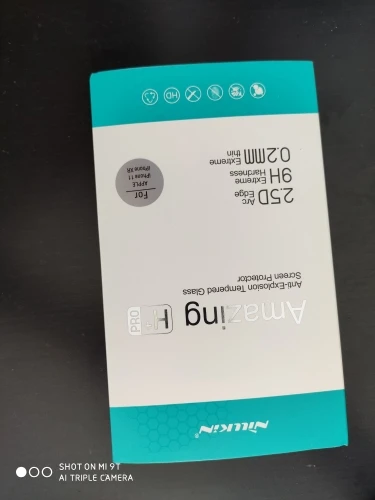 NILLKIN®
Amazing H+ PRO
Anti-Explosion Tempered Glass
Screen Protector
2.5D Arc Edge
9H Extreme Hardness
0.2mm Extreme thin
For
APPLE
iPhone 11
iPhone XR
HD
SHOT ON MI 9T
AI TRIPLE CAMERA